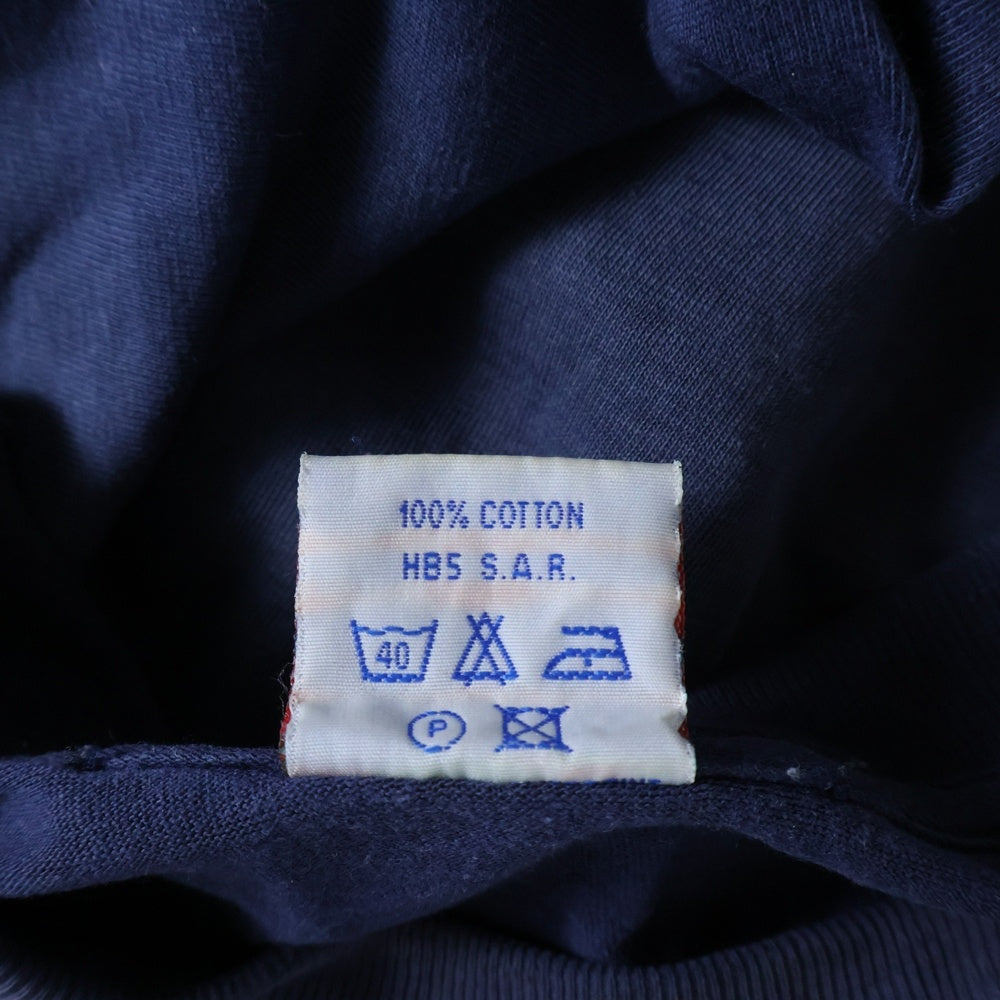 100% COTTON
HB5 S.A.R.
40
P